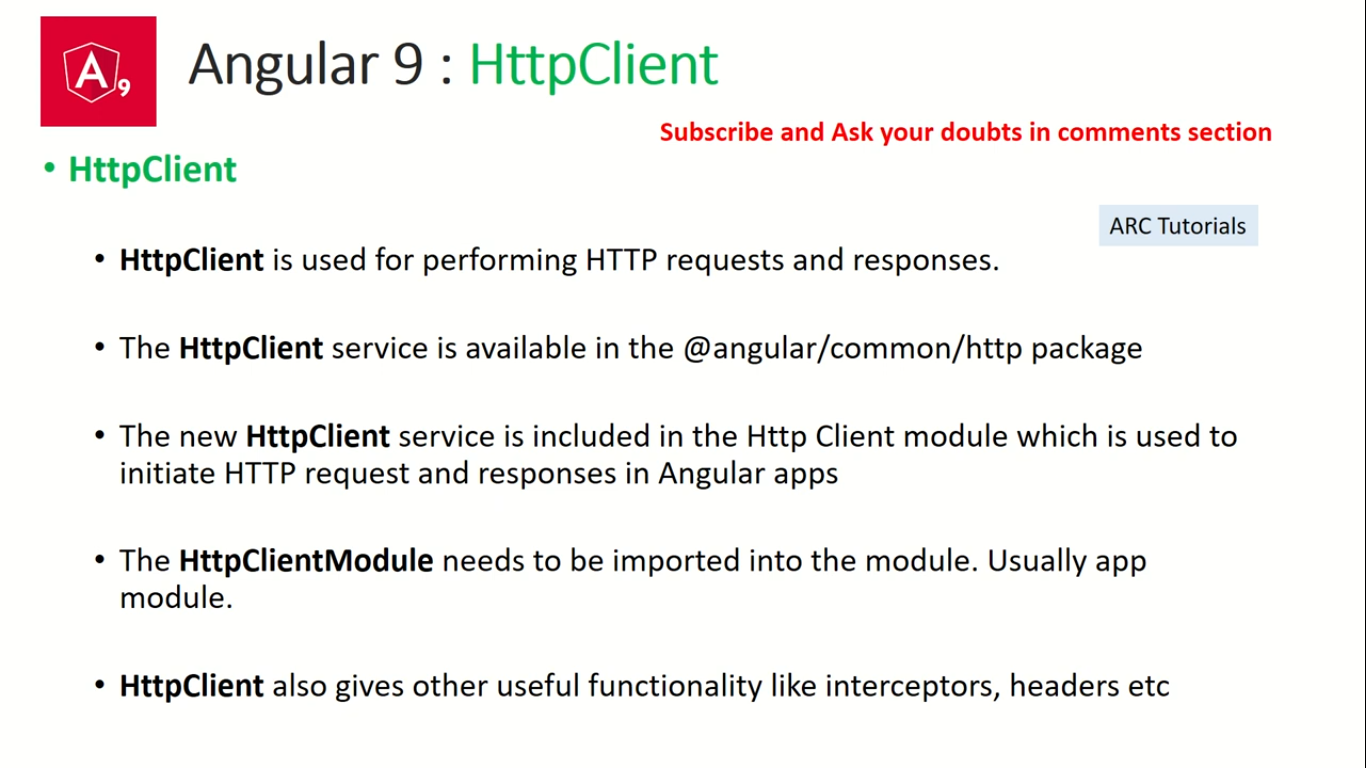 A9
Angular 9 : HttpClient
Subscribe and Ask your doubts in comments section
• HttpClient
ARC Tutorials
• HttpClient is used for performing HTTP requests and responses.
• The HttpClient service is available in the @angular/common/http package
• The new HttpClient service is included in the Http Client module which is used to
initiate HTTP request and responses in Angular apps
• The HttpClientModule needs to be imported into the module. Usually app
module.
• HttpClient also gives other useful functionality like interceptors, headers etc